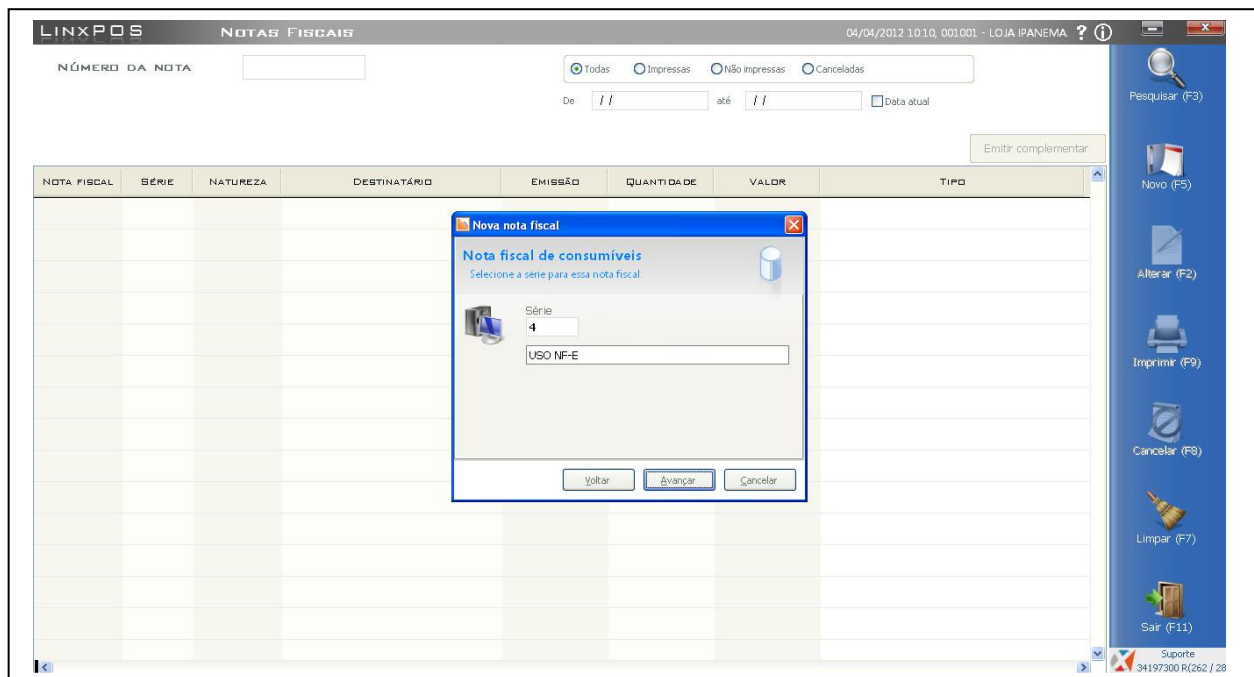 LINXPOS NOTAS FISCAIS 04/04/2012 10:10, 001001 - LOJA IPANEMA. ? i
NÚMERO DA NOTA
Todas Impressas Não impressas Canceladas
De / / até / / Data atual
Emitir complementar
NOTA FISCAL SÉRIE NATUREZA DESTINATÁRIO EMISSÃO QUANTIDADE VALOR TIPO
Nova nota fiscal
Nota fiscal de consumíveis
Selecione a série para essa nota fiscal.
Série
4
USO NF-E
Voltar Avançar Cancelar
Pesquisar (F3)
Novo (F5)
Alterar (F2)
Imprimir (F9)
Cancelar (F8)
Limpar (F7)
Sair (F11)
Suporte
34197300 R(262 / 28